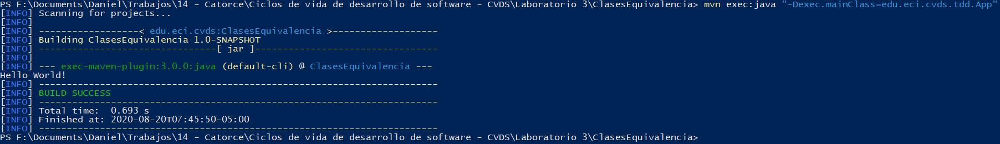 PS F:\Documents\Daniel\Trabajos\14 - Catorce\Ciclos de vida de desarrollo de software - CVDS\Laboratorio 3\ClasesEquivalencia> mvn exec:java "-Dexec.mainClass=edu.eci.cvds.tdd.App"
[INFO] Scanning for projects...
[INFO]
[INFO] ------------------< edu.eci.cvds:ClasesEquivalencia >-------------------
[INFO] Building ClasesEquivalencia 1.0-SNAPSHOT
[INFO] --------------------------------[ jar ]---------------------------------
[INFO]
[INFO] --- exec-maven-plugin:3.0.0:java (default-cli) @ ClasesEquivalencia ---
Hello World!
[INFO] ------------------------------------------------------------------------
[INFO] BUILD SUCCESS
[INFO] ------------------------------------------------------------------------
[INFO] Total time:  0.693 s
[INFO] Finished at: 2020-08-20T07:45:50-05:00
[INFO] ------------------------------------------------------------------------
PS F:\Documents\Daniel\Trabajos\14 - Catorce\Ciclos de vida de desarrollo de software - CVDS\Laboratorio 3\ClasesEquivalencia>